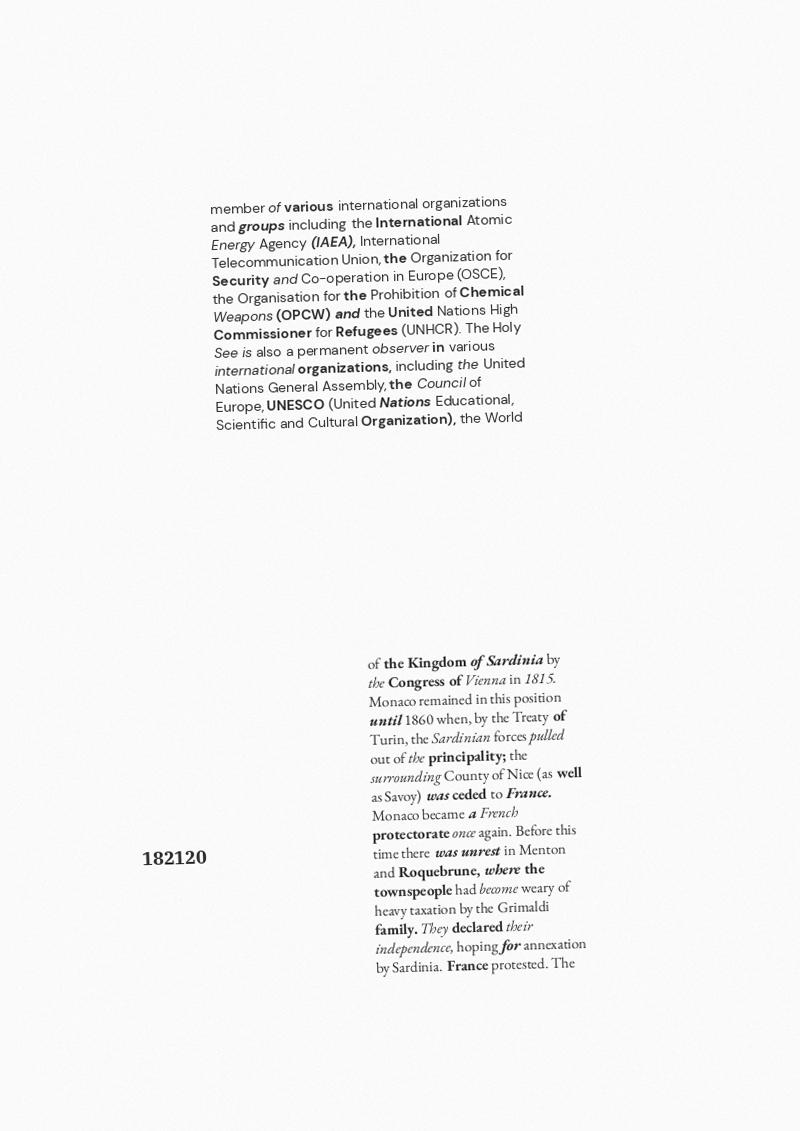 member of various international organizations
and groups including the International Atomic
Energy Agency (IAEA), International
Telecommunication Union, the Organization for
Security and Co-operation in Europe (OSCE),
the Organisation for the Prohibition of Chemical
Weapons (OPCW) and the United Nations High
Commissioner for Refugees (UNHCR). The Holy
See is also a permanent observer in various
international organizations, including the United
Nations General Assembly, the Council of
Europe, UNESCO (United Nations Educational,
Scientific and Cultural Organization), the World
of the Kingdom of Sardinia by
the Congress of Vienna in 1815.
Monaco remained in this position
until 1860 when, by the Treaty of
Turin, the Sardinian forces pulled
out of the principality; the
surrounding County of Nice (as well
as Savoy) was ceded to France.
Monaco became a French
protectorate once again. Before this
time there was unrest in Menton
and Roquebrune, where the
townspeople had become weary of
heavy taxation by the Grimaldi
family. They declared their
independence, hoping for annexation
by Sardinia. France protested. The
182120